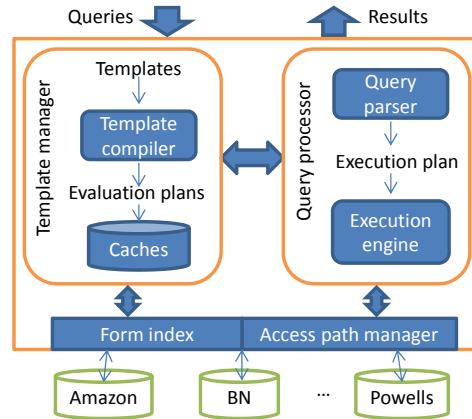 Queries
Results
Template manager
Templates
Template
compiler
Evaluation plans
Caches
Query processor
Query
parser
Execution plan
Execution
engine
Form index
Access path manager
Amazon
BN
...
Powells